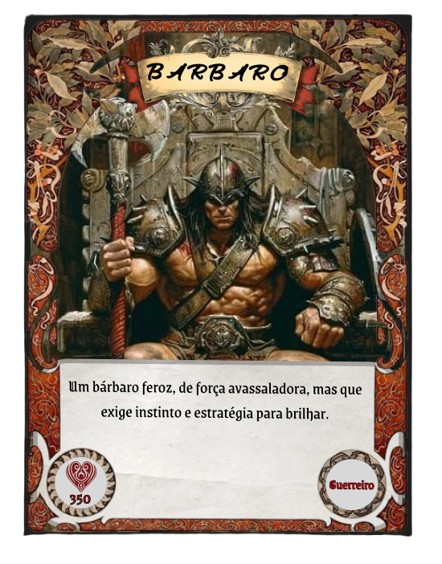 BARBARO
Um bárbaro feroz, de força avassaladora, mas que
exige instinto e estratégia para brilhar.
350
Guerreiro